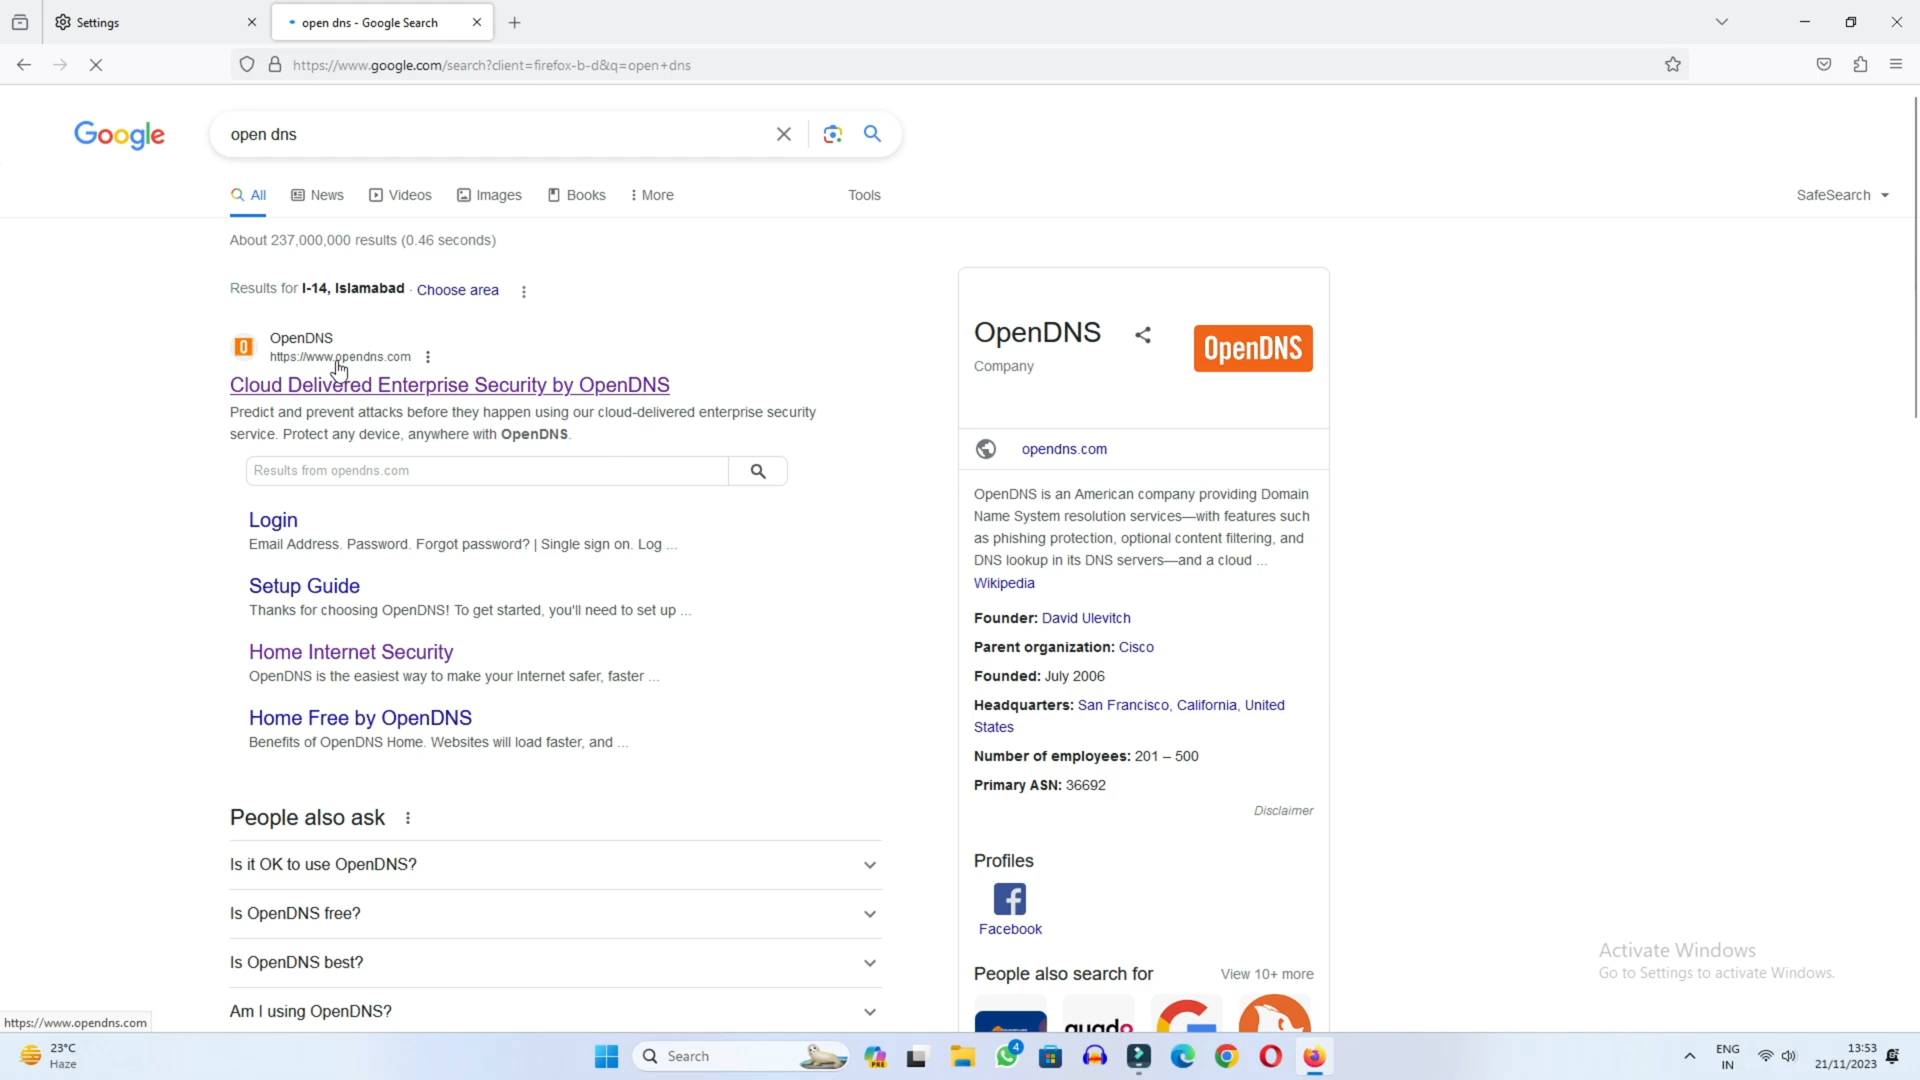 Settings
open dns - Google Search
https://www.google.com/search?client=firefox-b-d&q=open+dns
Google
open dns
All
News
Videos
Images
Books
More
Tools
SafeSearch
About 237,000,000 results (0.46 seconds)
Results for I-14, Islamabad · Choose area
OpenDNS
https://www.opendns.com
Cloud Delivered Enterprise Security by OpenDNS
Predict and prevent attacks before they happen using our cloud-delivered enterprise security
service. Protect any device, anywhere with OpenDNS.
Results from opendns.com
Login
Email Address. Password. Forgot password? | Single sign on. Log ...
Setup Guide
Thanks for choosing OpenDNS! To get started, you'll need to set up ...
Home Internet Security
OpenDNS is the easiest way to make your Internet safer, faster ...
Home Free by OpenDNS
Benefits of OpenDNS Home. Websites will load faster, and ...
People also ask
Is it OK to use OpenDNS?
Is OpenDNS free?
Is OpenDNS best?
Am I using OpenDNS?
OpenDNS
Company
OpenDNS
opendns.com
OpenDNS is an American company providing Domain
Name System resolution services—with features such
as phishing protection, optional content filtering, and
DNS lookup in its DNS servers—and a cloud ...
Wikipedia
Founder: David Ulevitch
Parent organization: Cisco
Founded: July 2006
Headquarters: San Francisco, California, United
States
Number of employees: 201 – 500
Primary ASN: 36692
Disclaimer
Profiles
Facebook
People also search for
View 10+ more
Activate Windows
Go to Settings to activate Windows.
https://www.opendns.com
23°C
Haze
Search
PRE
4
ENG
IN
13:53
21/11/2023